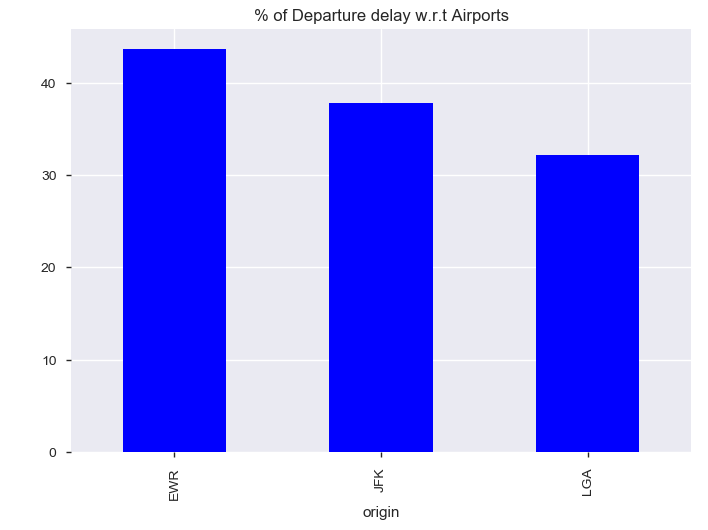 % of Departure delay w.r.t Airports
40
30
20
10
0
EWR
JFK
LGA
origin